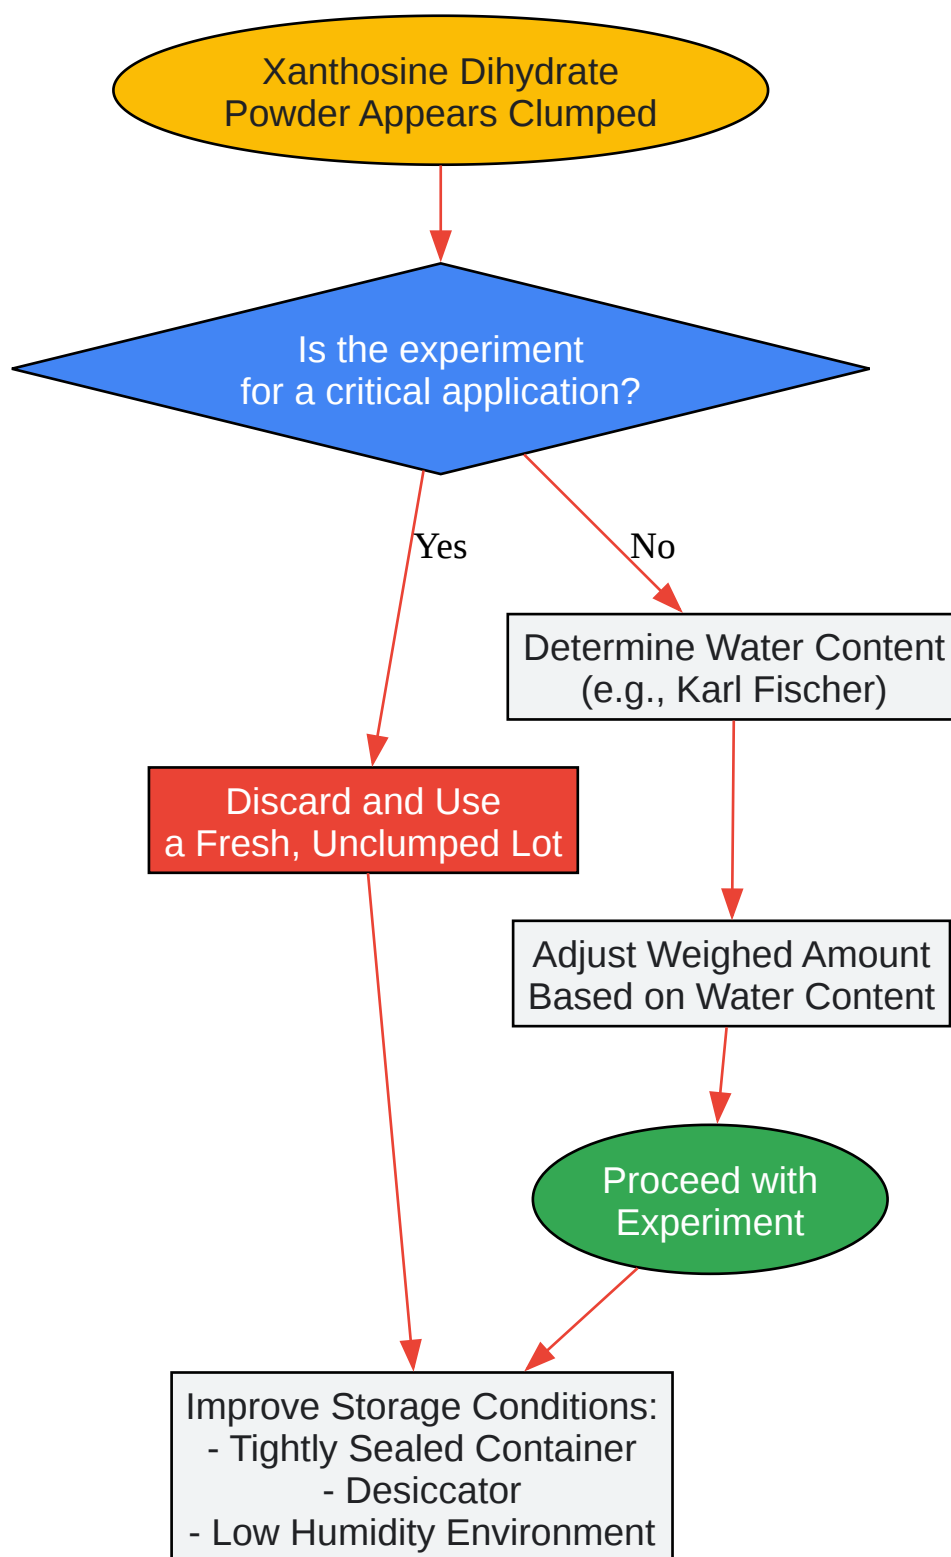 Xanthosine Dihydrate
Powder Appears Clumped
Is the experiment
for a critical application?
Yes
No
Determine Water Content
(e.g., Karl Fischer)
Discard and Use
a Fresh, Unclumped Lot
Adjust Weighed Amount
Based on Water Content
Proceed with
Experiment
Improve Storage Conditions:
- Tightly Sealed Container
- Desiccator
- Low Humidity Environment